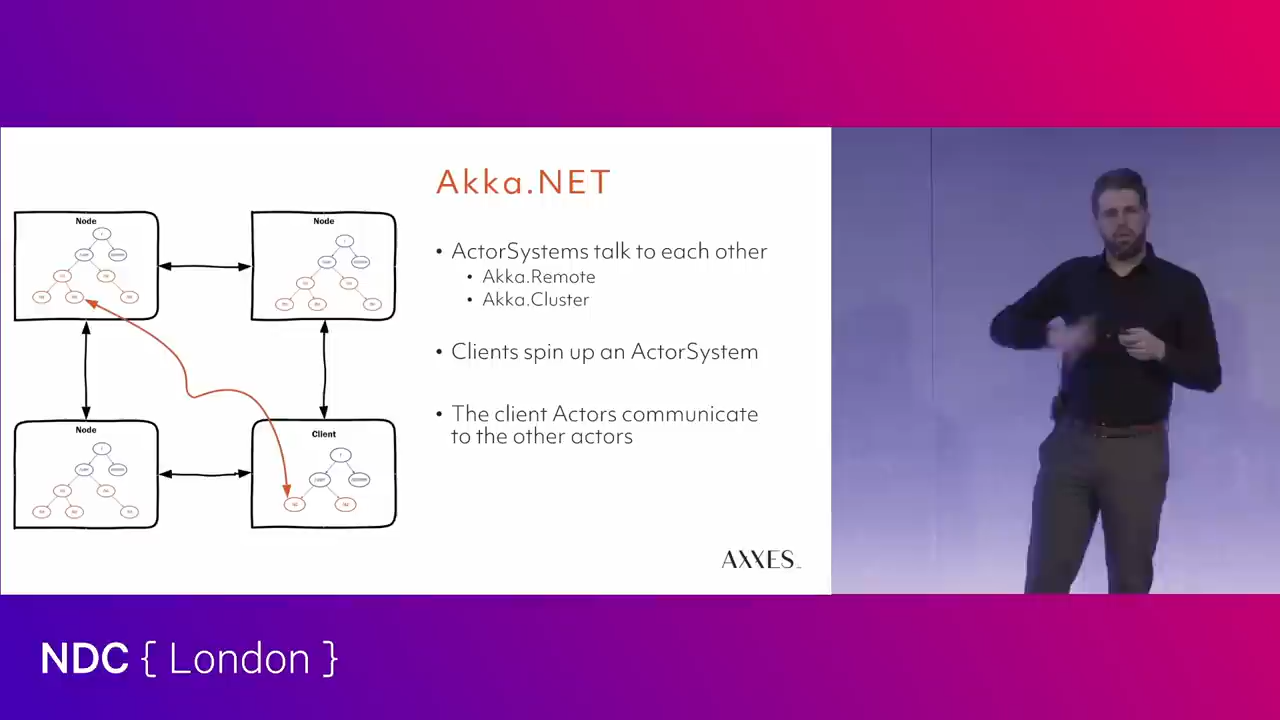 Akka.NET
Node
Node
• ActorSystems talk to each other
• Akka.Remote
• Akka.Cluster
• Clients spin up an ActorSystem
• The client Actors communicate
to the other actors
Node
Client
AXXES_
NDC { London }